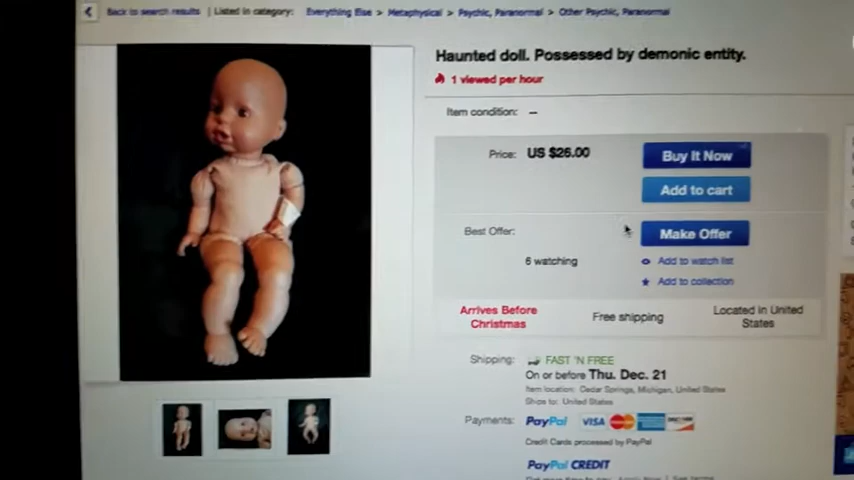 Back to search results | Listed in category: Everything Else > Metaphysical > Psychic, Paranormal > Other Psychic, Paranormal
Haunted doll. Possessed by demonic entity.
1 viewed per hour
Item condition: --
Price: US $26.00
Buy It Now
Add to cart
Best Offer:
Make Offer
6 watching
Add to watch list
Add to collection
Arrives Before Christmas
Free shipping
Located in United States
Shipping: FAST 'N FREE
On or before Thu. Dec. 21
Item location: Cedar Springs, Michigan, United States
Ships to: United States
Payments: PayPal VISA
Credit Cards processed by PayPal
PayPal CREDIT